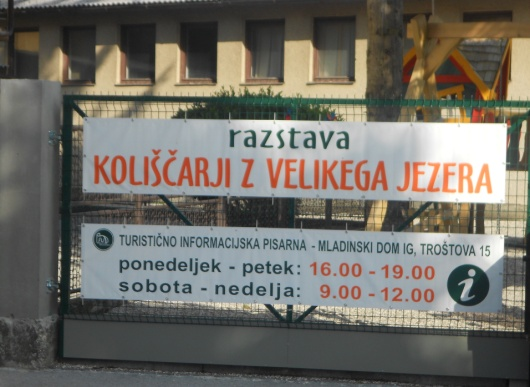 razstava
KOLIŠČARJI Z VELIKEGA JEZERA
TURISTIČNO INFORMACIJSKA PISARNA - MLADINSKI DOM IG, TROŠTOVA 15
ponedeljek - petek: 16.00 - 19.00
sobota - nedelja: 9.00 - 12.00
i